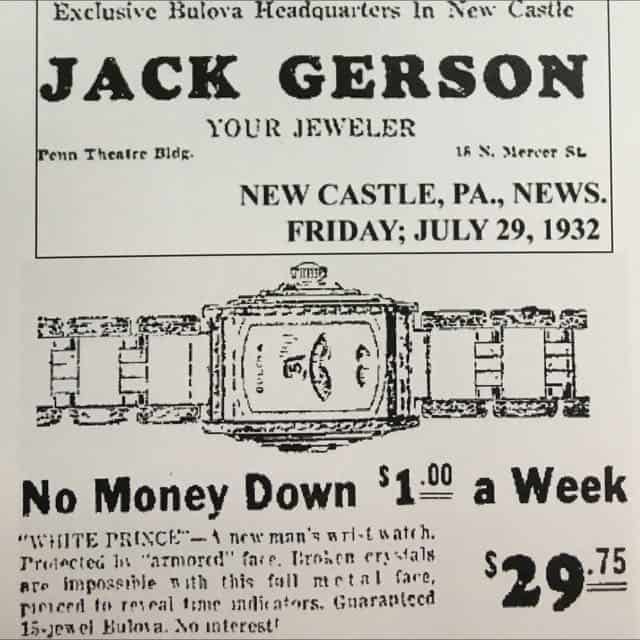 Exclusive Bulova Headquarters In New Castle
JACK GERSON
YOUR JEWELER
Penn Theatre Bldg. 18 N. Mercer St.
NEW CASTLE, PA., NEWS.
FRIDAY; JULY 29, 1932
BULOVA
No Money Down $1.00 a Week
"WHITE PRINCE"—A new man's wrist watch.
Protected by "armored" face. Broken crystals
are impossible with this full metal face,
pierced to reveal time indicators. Guaranteed
15-jewel Bulova. No interest!
$29.75